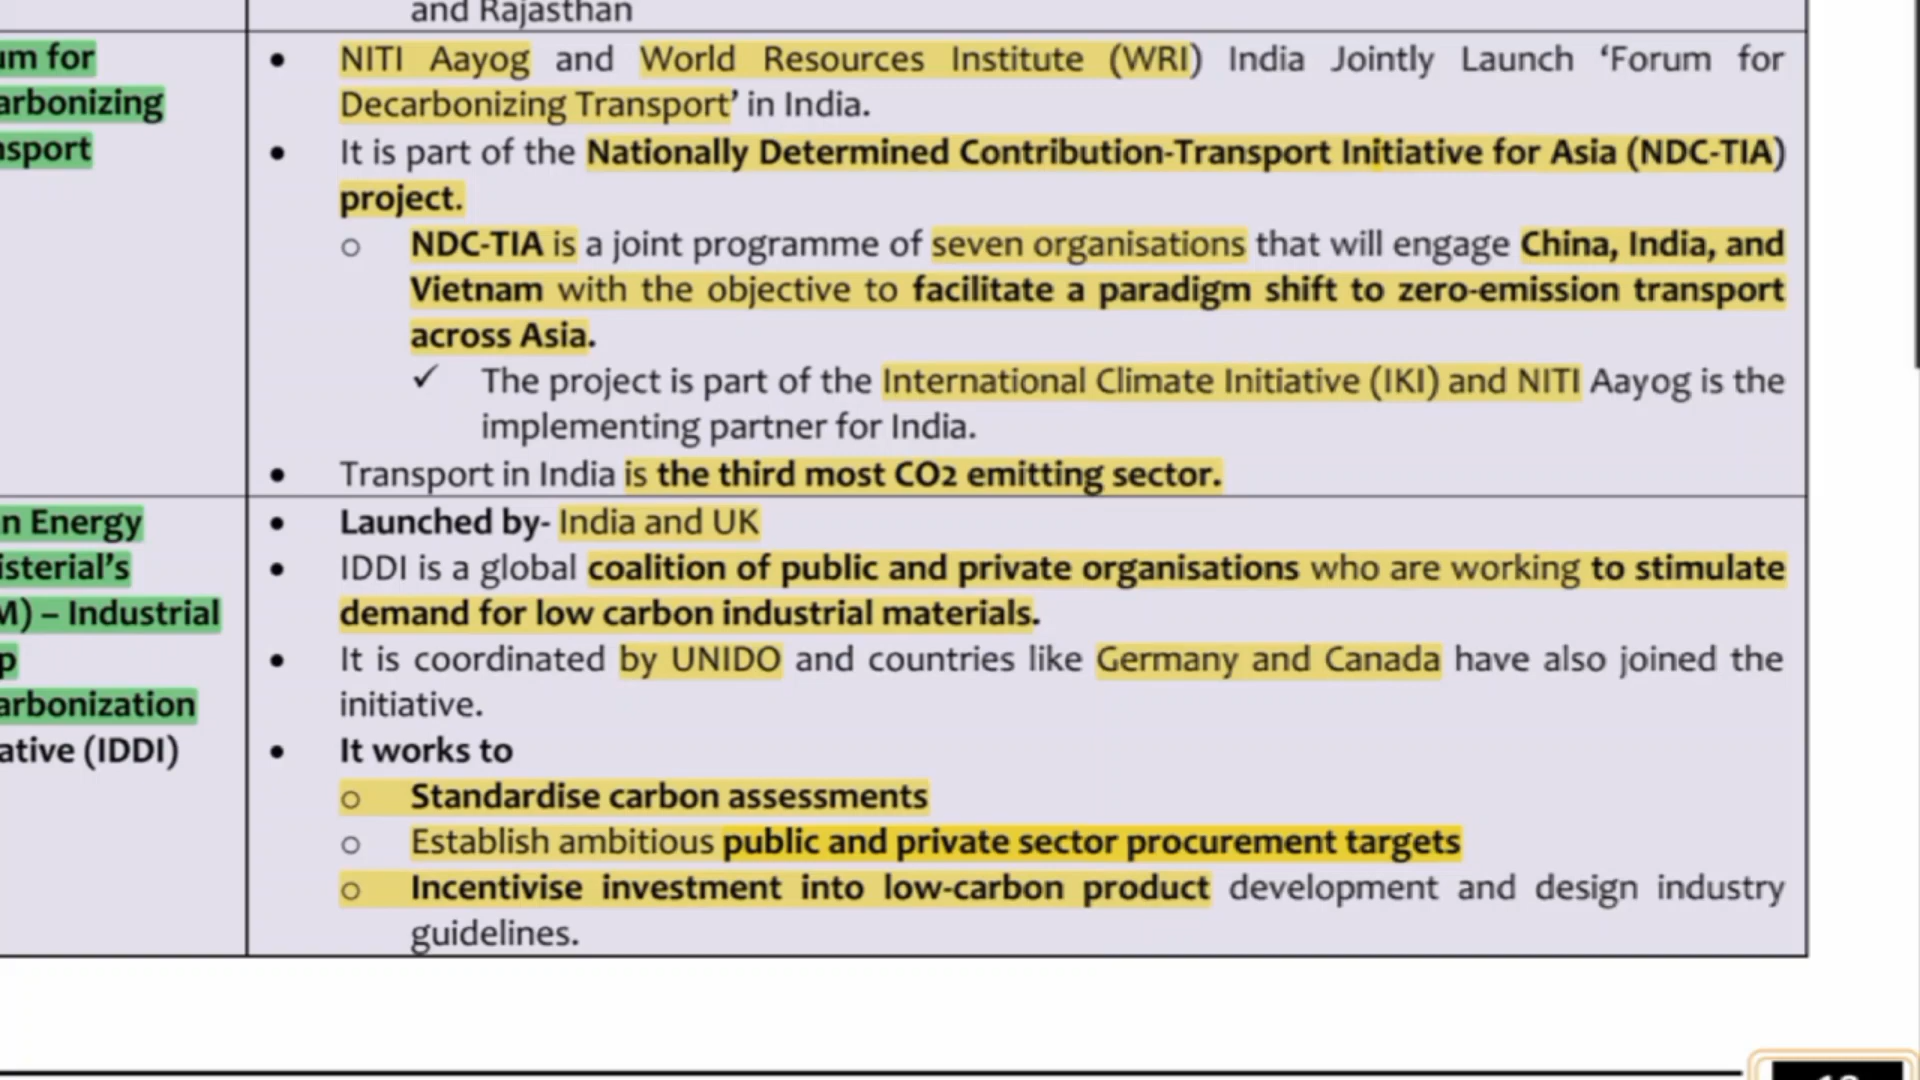 and Rajasthan
um for
arbonizing
nsport
• NITI Aayog and World Resources Institute (WRI) India Jointly Launch ‘Forum for
Decarbonizing Transport’ in India.
• It is part of the Nationally Determined Contribution-Transport Initiative for Asia (NDC-TIA)
project.
○ NDC-TIA is a joint programme of seven organisations that will engage China, India, and
Vietnam with the objective to facilitate a paradigm shift to zero-emission transport
across Asia.
✓ The project is part of the International Climate Initiative (IKI) and NITI Aayog is the
implementing partner for India.
• Transport in India is the third most CO2 emitting sector.
n Energy
isterial’s
M) – Industrial
p
arbonization
ative (IDDI)
• Launched by- India and UK
• IDDI is a global coalition of public and private organisations who are working to stimulate
demand for low carbon industrial materials.
• It is coordinated by UNIDO and countries like Germany and Canada have also joined the
initiative.
• It works to
○ Standardise carbon assessments
○ Establish ambitious public and private sector procurement targets
○ Incentivise investment into low-carbon product development and design industry
guidelines.